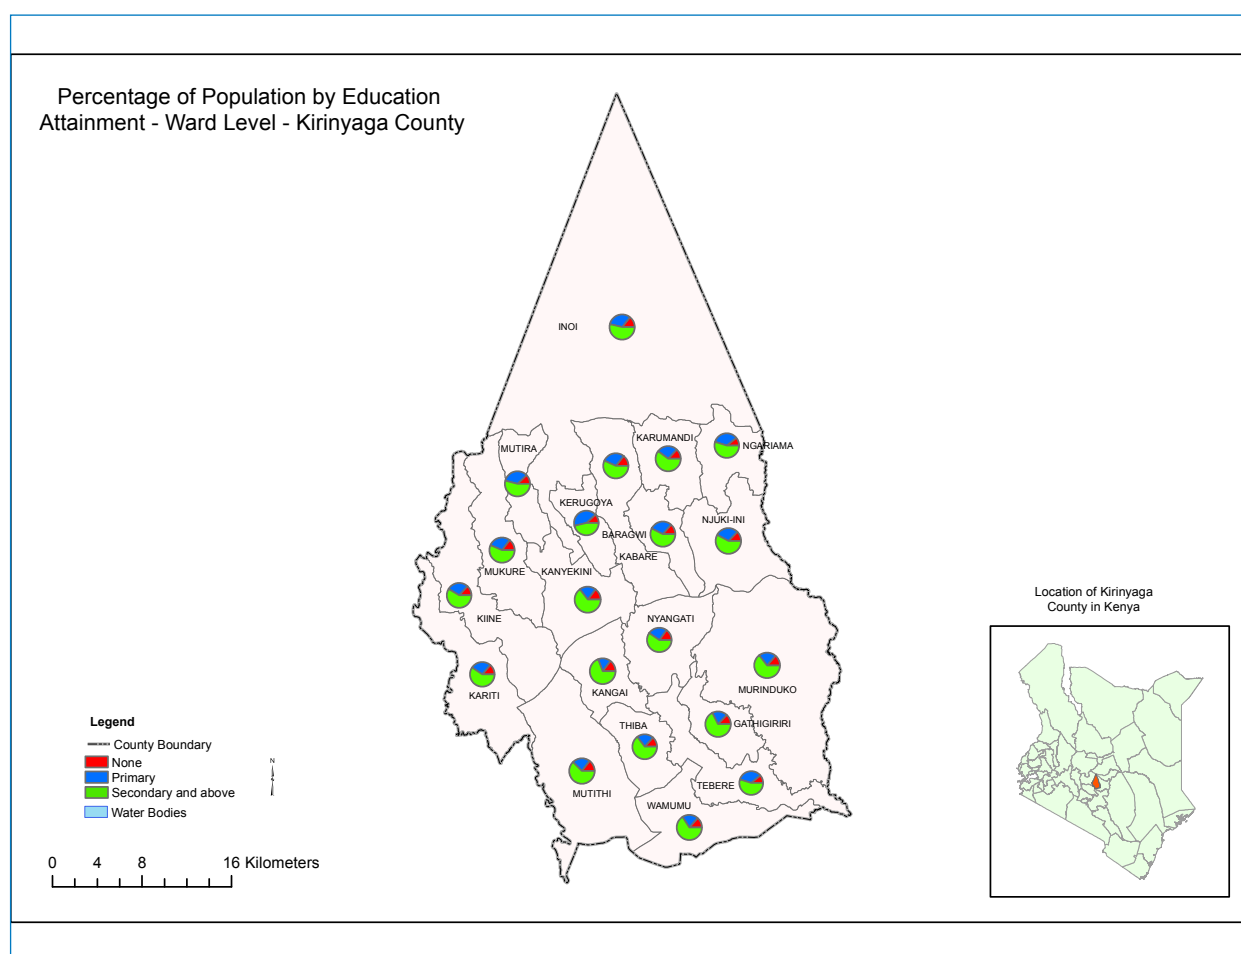 Percentage of Population by Education
Attainment - Ward Level - Kirinyaga County
INOI
KARUMANDI
MUTIRA
NGARIAMA
KERUGOYA
NJUKI-INI
BARAGWI
KABARE
MUKURE
KANYEKINI
KIINE
NYANGATI
KARITI
KANGAI
MURINDUKO
THIBA
GATHIGIRIRI
TEBERE
MUTITHI
WAMUMU
Location of Kirinyaga
County in Kenya
Legend
County Boundary
None
Primary
Secondary and above
Water Bodies
N
0 4 8 16 Kilometers